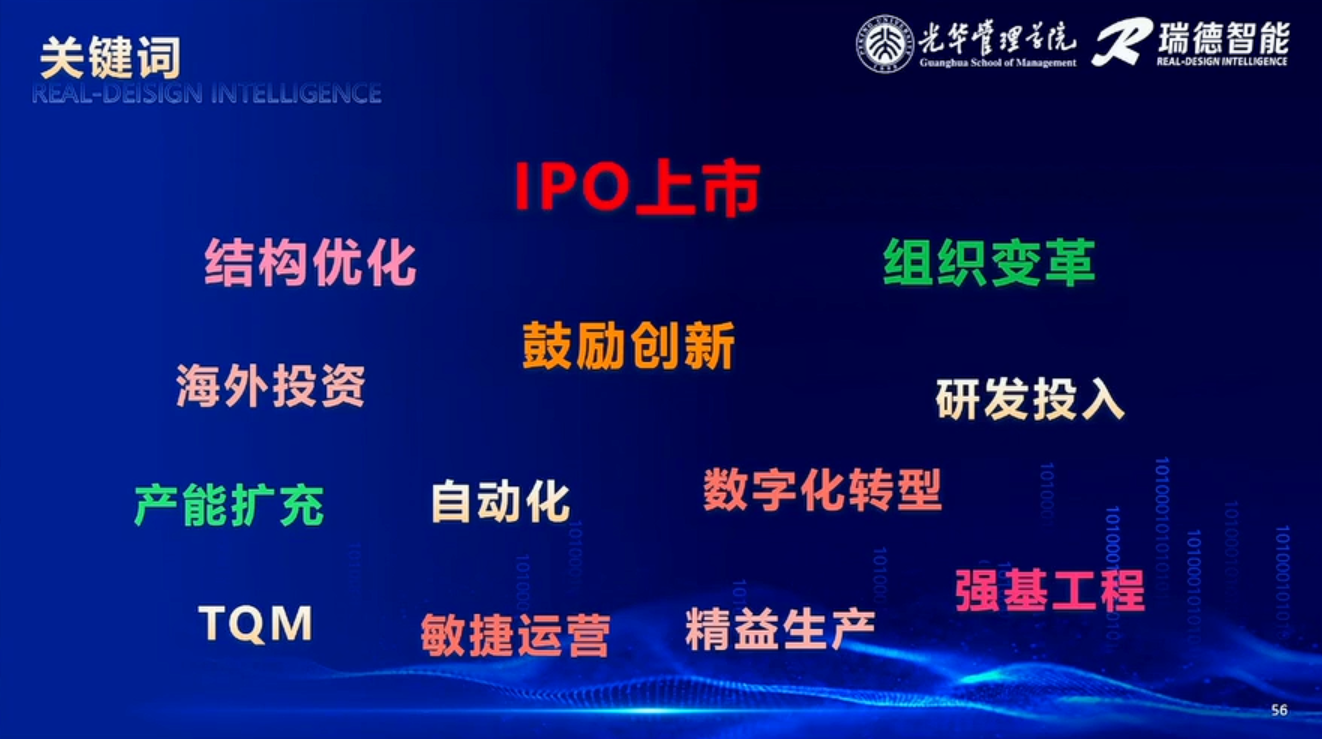 关键词
REAL-DEISIGN INTELLIGENCE
光华管理学院
Guanghua School of Management
瑞德智能
REAL-DESIGN INTELLIGENCE
IPO上市
结构优化
组织变革
鼓励创新
海外投资
研发投入
产能扩充
自动化
数字化转型
强基工程
TQM
敏捷运营
精益生产
56